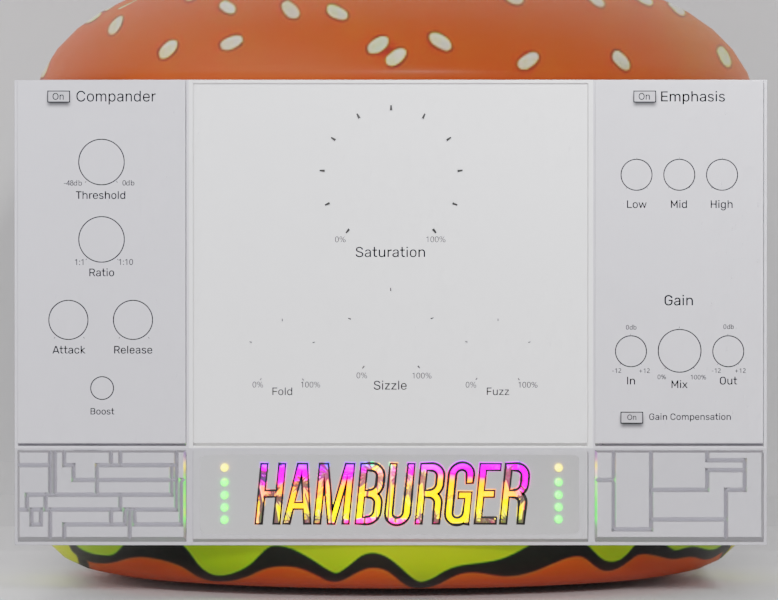 On Compander
-48db 0db
Threshold
1:1 1:10
Ratio
Attack Release
Boost
0% 100%
Saturation
0% 100%
Fold
0% 100%
Sizzle
0% 100%
Fuzz
On Emphasis
Low Mid High
Gain
0db 0db
-12 +12
In
0% 100%
Mix
-12 +12
Out
On Gain Compensation
HAMBURGER